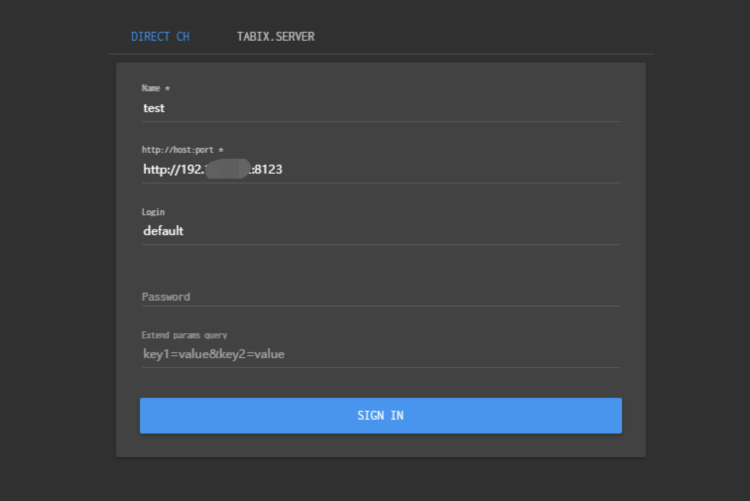 DIRECT CH TABIX.SERVER
Name *
test
http://host:port *
http://192. :8123
Login
default
Password
Extend params query
key1=value&key2=value
SIGN IN